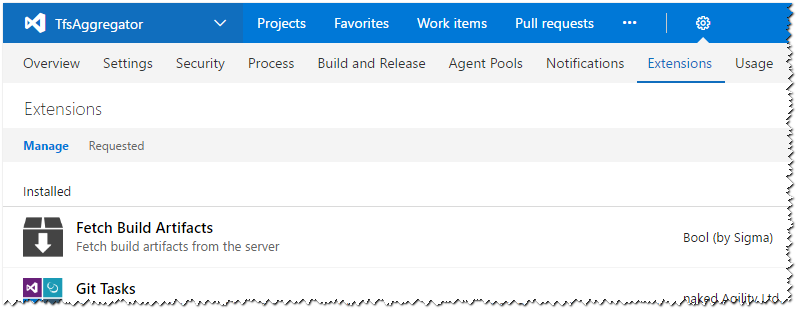 TfsAggregator Projects Favorites Work items Pull requests ...
Overview Settings Security Process Build and Release Agent Pools Notifications Extensions Usage
Extensions
Manage Requested
Installed
Fetch Build Artifacts
Fetch build artifacts from the server
Bool (by Sigma)
Git Tasks
naked Agility Ltd